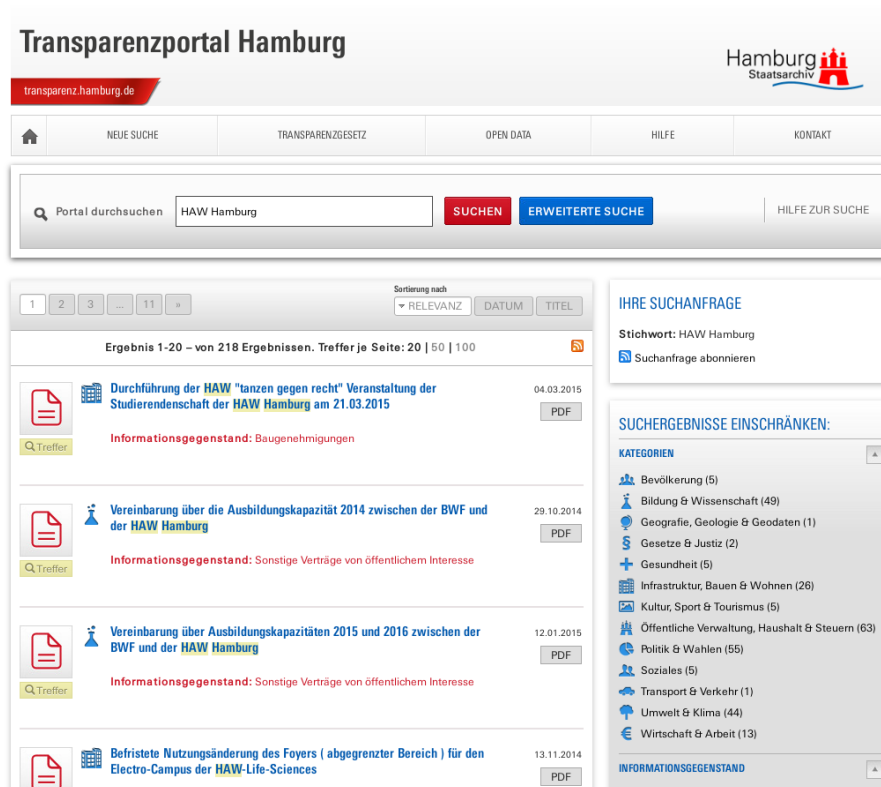 Transparenzportal Hamburg
Hamburg
Staatsarchiv
transparenz.hamburg.de
NEUE SUCHE
TRANSPARENZGESETZ
OPEN DATA
HILFE
KONTAKT
Portal durchsuchen
HAW Hamburg
SUCHEN
ERWEITERTE SUCHE
HILFE ZUR SUCHE
1 2 3 ... 11 »
Sortierung nach
RELEVANZ DATUM TITEL
Ergebnis 1-20 – von 218 Ergebnissen. Treffer je Seite: 20 | 50 | 100
Durchführung der HAW "tanzen gegen recht" Veranstaltung der
Studierendenschaft der HAW Hamburg am 21.03.2015
04.03.2015
PDF
Informationsgegenstand: Baugenehmigungen
Treffer
Vereinbarung über die Ausbildungskapazität 2014 zwischen der BWF und
der HAW Hamburg
29.10.2014
PDF
Informationsgegenstand: Sonstige Verträge von öffentlichem Interesse
Treffer
Vereinbarung über Ausbildungskapazitäten 2015 und 2016 zwischen der
BWF und der HAW Hamburg
12.01.2015
PDF
Informationsgegenstand: Sonstige Verträge von öffentlichem Interesse
Treffer
Befristete Nutzungsänderung des Foyers ( abgegrenzter Bereich ) für den
Electro-Campus der HAW-Life-Sciences
13.11.2014
PDF
IHRE SUCHANFRAGE
Stichwort: HAW Hamburg
Suchanfrage abonnieren
SUCHERGEBNISSE EINSCHRÄNKEN:
KATEGORIEN
Bevölkerung (5)
Bildung & Wissenschaft (49)
Geografie, Geologie & Geodaten (1)
Gesetze & Justiz (2)
Gesundheit (5)
Infrastruktur, Bauen & Wohnen (26)
Kultur, Sport & Tourismus (5)
Öffentliche Verwaltung, Haushalt & Steuern (63)
Politik & Wahlen (55)
Soziales (5)
Transport & Verkehr (1)
Umwelt & Klima (44)
Wirtschaft & Arbeit (13)
INFORMATIONSGEGENSTAND